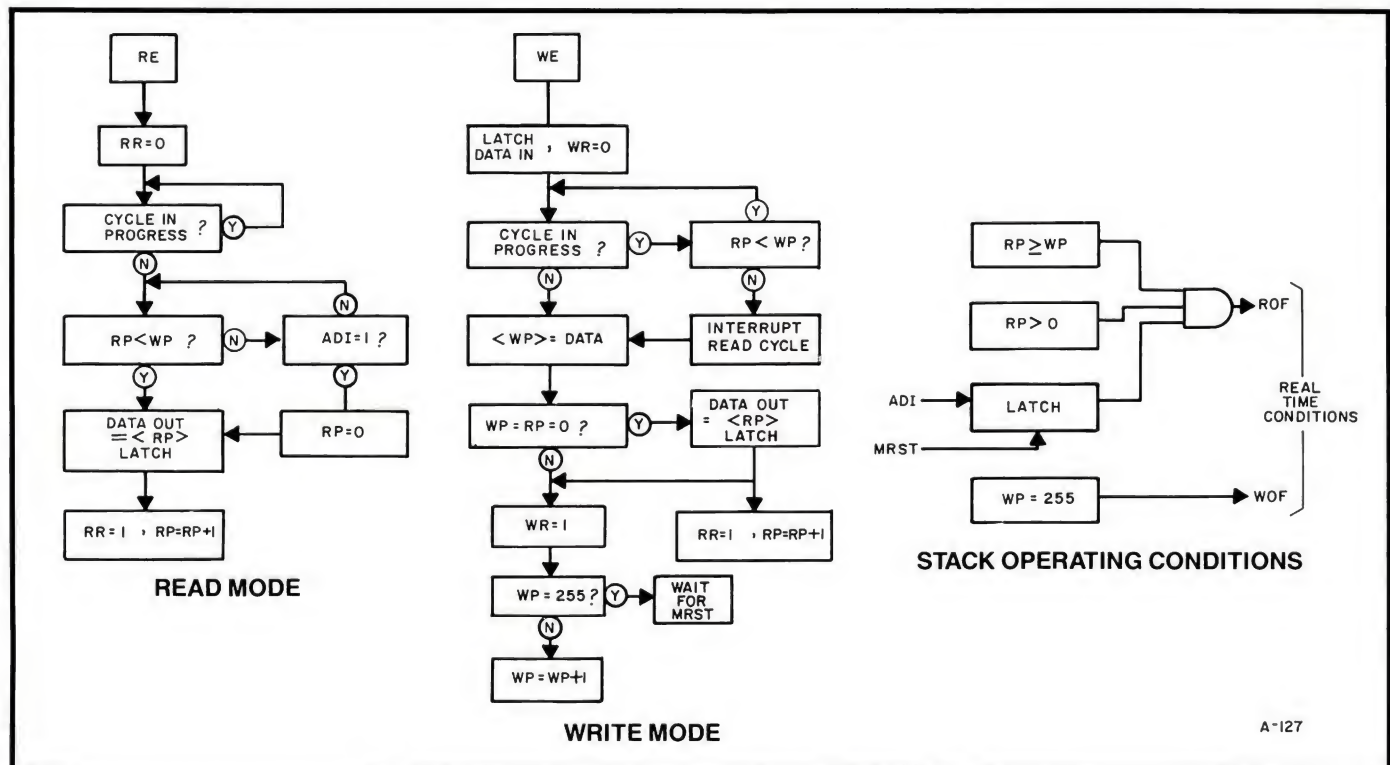 RE
RR=0
CYCLE IN
PROGRESS ?
Y
N
RP<WP ?
N
ADI=1 ?
N
Y
Y
DATA OUT
=<RP>
LATCH
RP=0
RR=1 , RP=RP+1
READ MODE
WE
LATCH
DATA IN , WR=0
CYCLE IN
PROGRESS ?
Y
RP<WP ?
Y
N
N
<WP>=DATA
INTERRUPT
READ CYCLE
WP=RP=0 ?
Y
DATA OUT
= <RP>
LATCH
N
WR=1
RR=1 , RP=RP+1
WP=255 ?
Y
WAIT
FOR
MRST
N
WP=WP+1
WRITE MODE
RP≥WP
RP>0
ADI
LATCH
MRST
WP=255
ROF
REAL
TIME
CONDITIONS
WOF
STACK OPERATING CONDITIONS
A-127